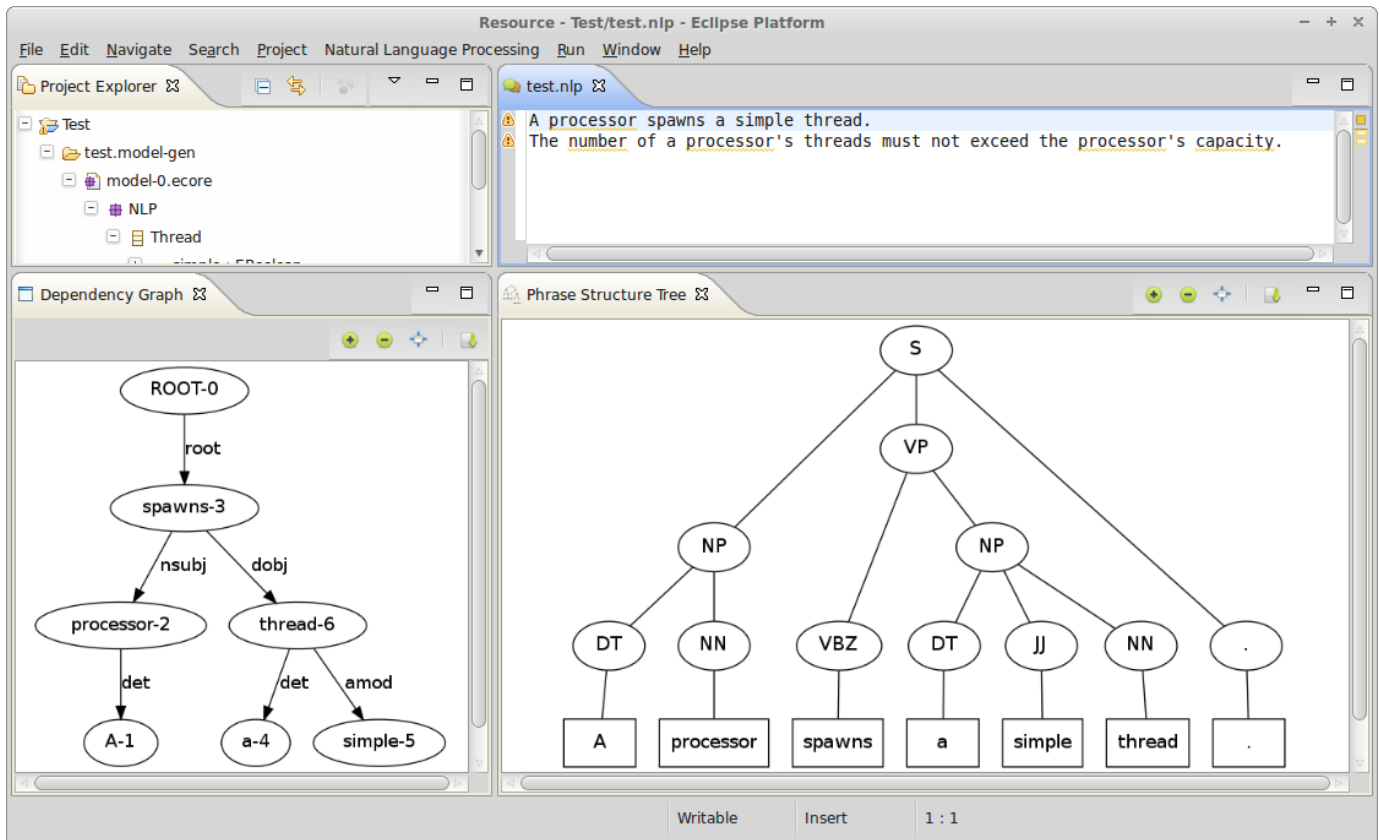 Resource - Test/test.nlp - Eclipse Platform
File Edit Navigate Search Project Natural Language Processing Run Window Help
Project Explorer
Test
test.model-gen
model-0.ecore
NLP
Thread
simple : EBoolean
test.nlp
A processor spawns a simple thread.
The number of a processor's threads must not exceed the processor's capacity.
Dependency Graph
ROOT-0
root
spawns-3
nsubj dobj
processor-2 thread-6
det det amod
A-1 a-4 simple-5
Phrase Structure Tree
S
VP
NP NP
DT NN VBZ DT JJ NN .
A processor spawns a simple thread .
Writable Insert 1 : 1